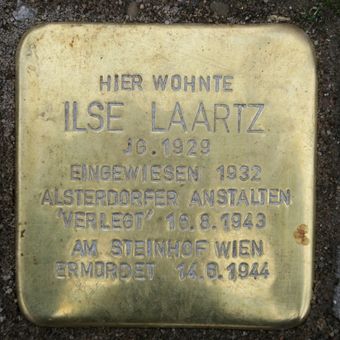 HIER WOHNTE
ILSE LAARTZ
JG. 1929
EINGEWIESEN 1932
ALSTERDORFER ANSTALTEN
'VERLEGT' 16.8.1943
AM STEINHOF WIEN
ERMORDET 14.6.1944